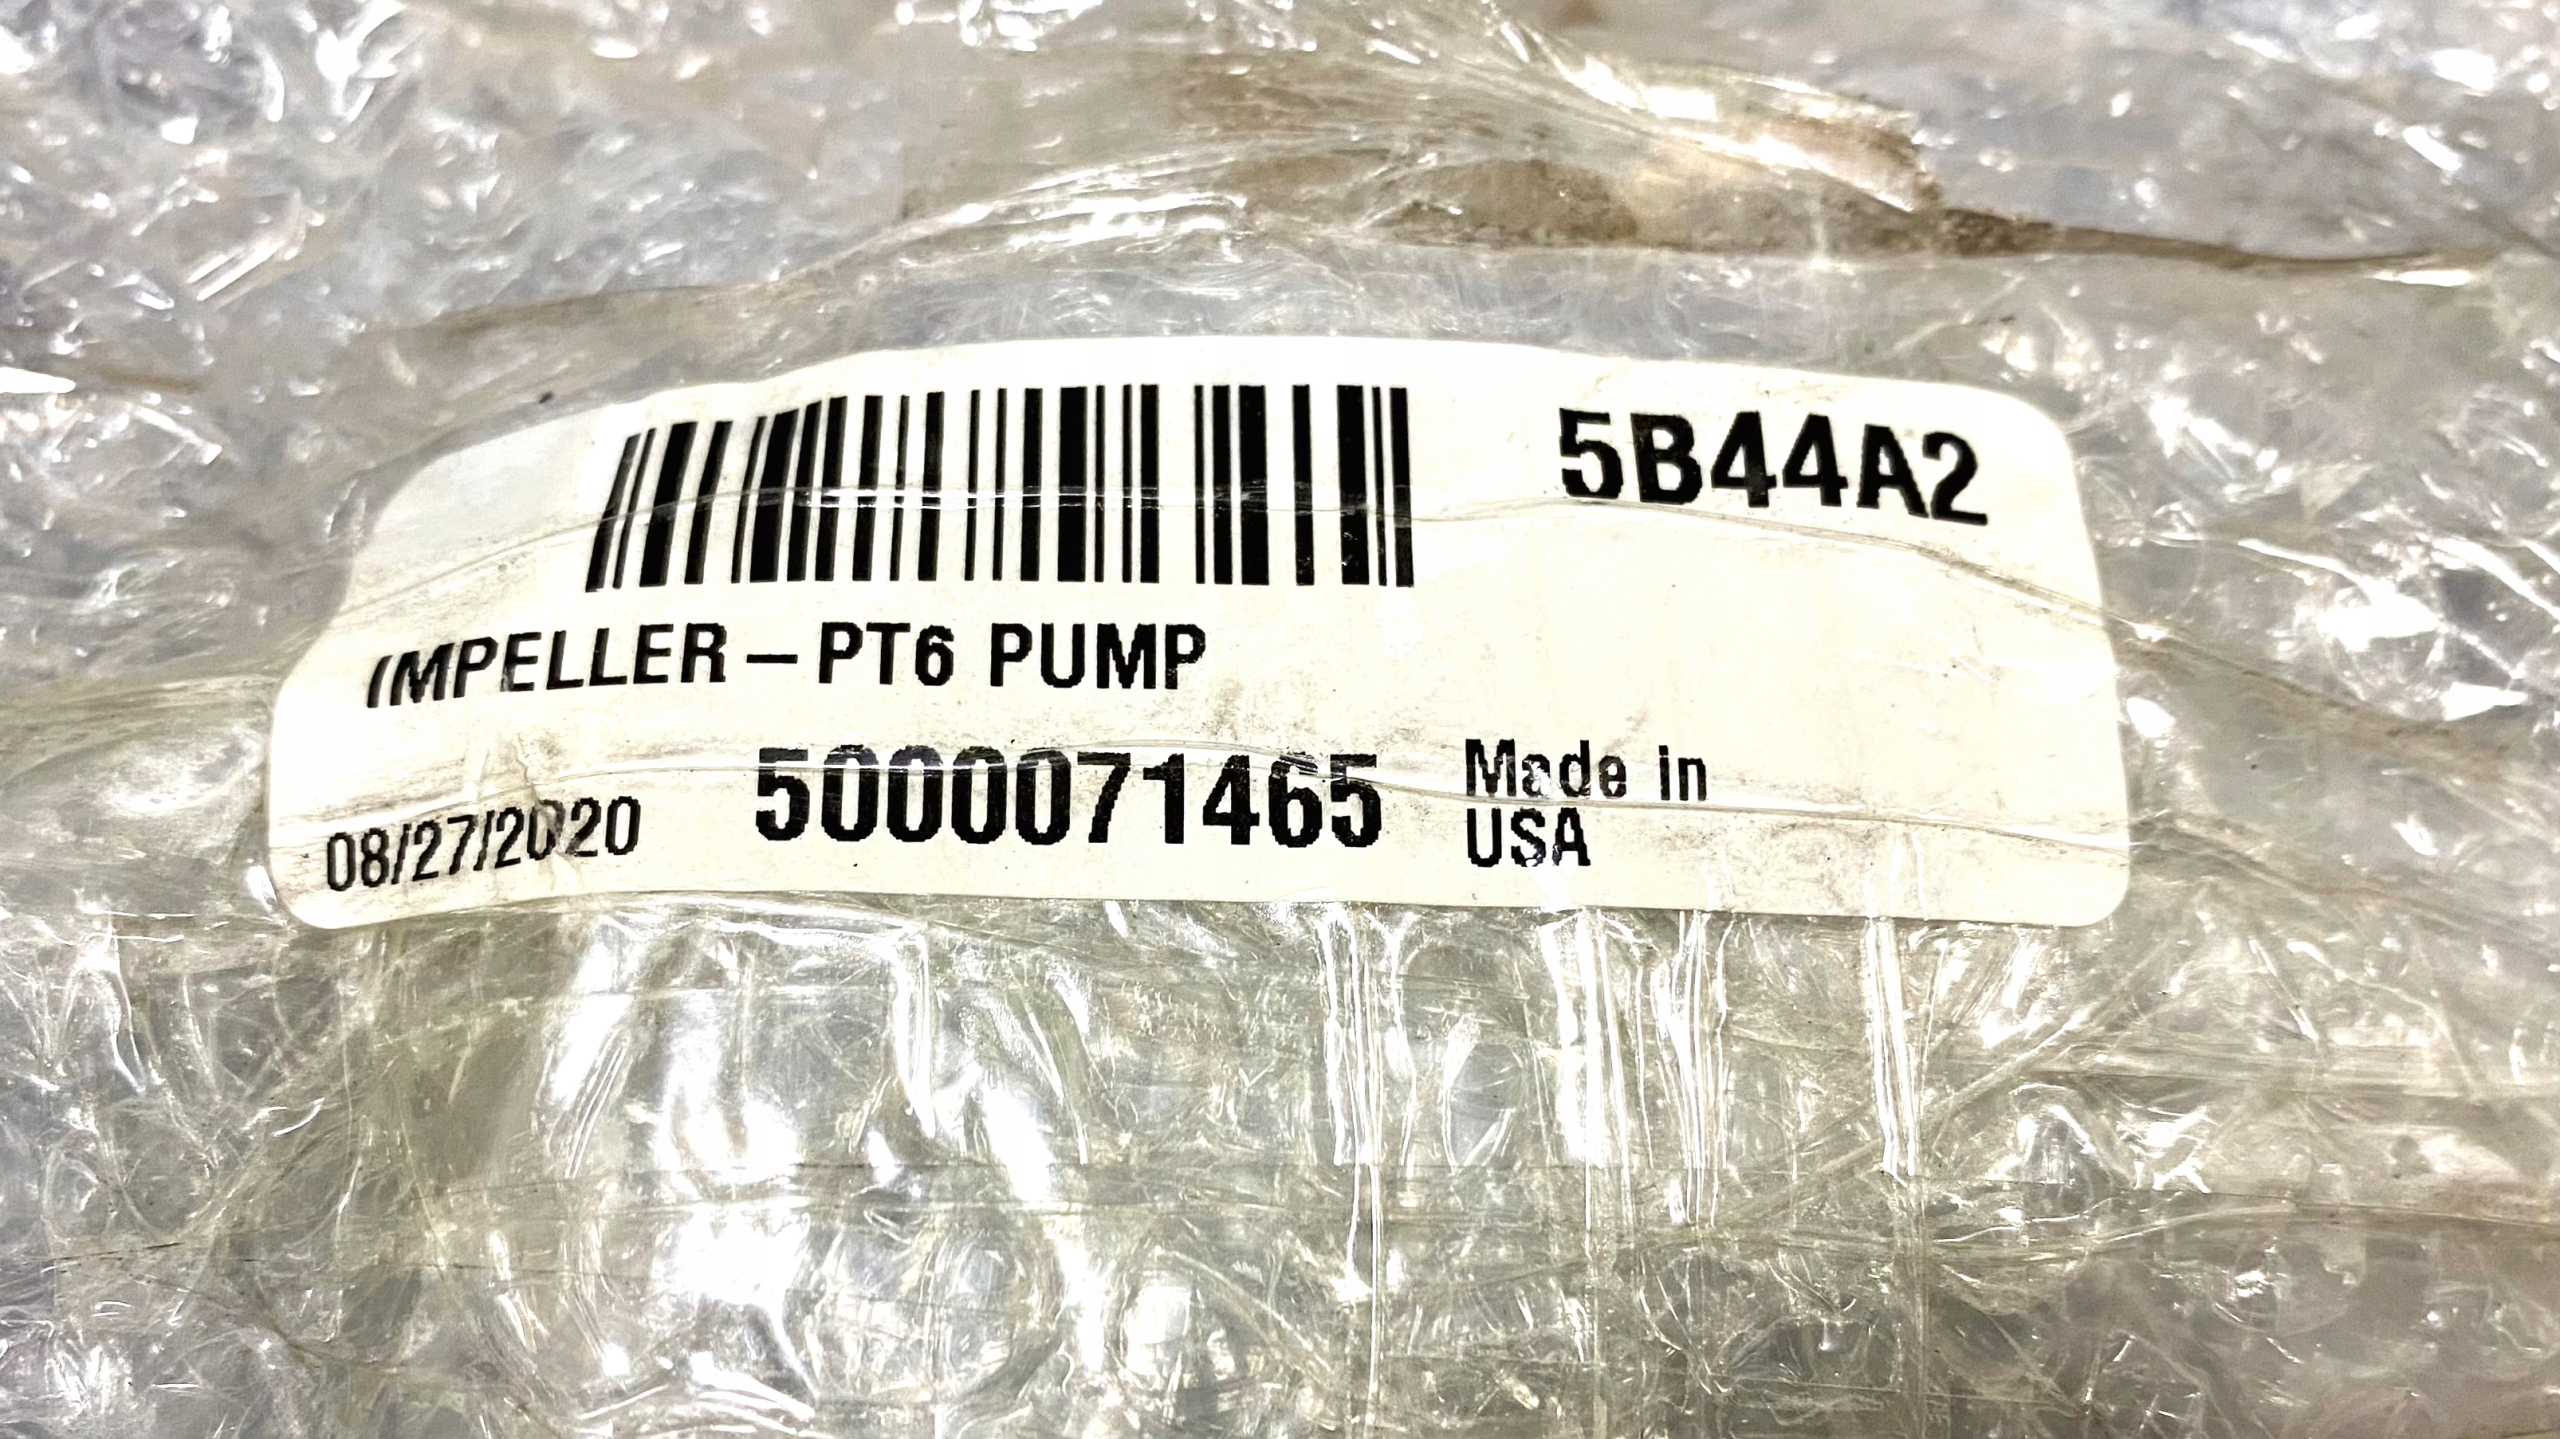 5B44A2
IMPELLER – PT6 PUMP
5000071465
Made in
USA
08/27/2020